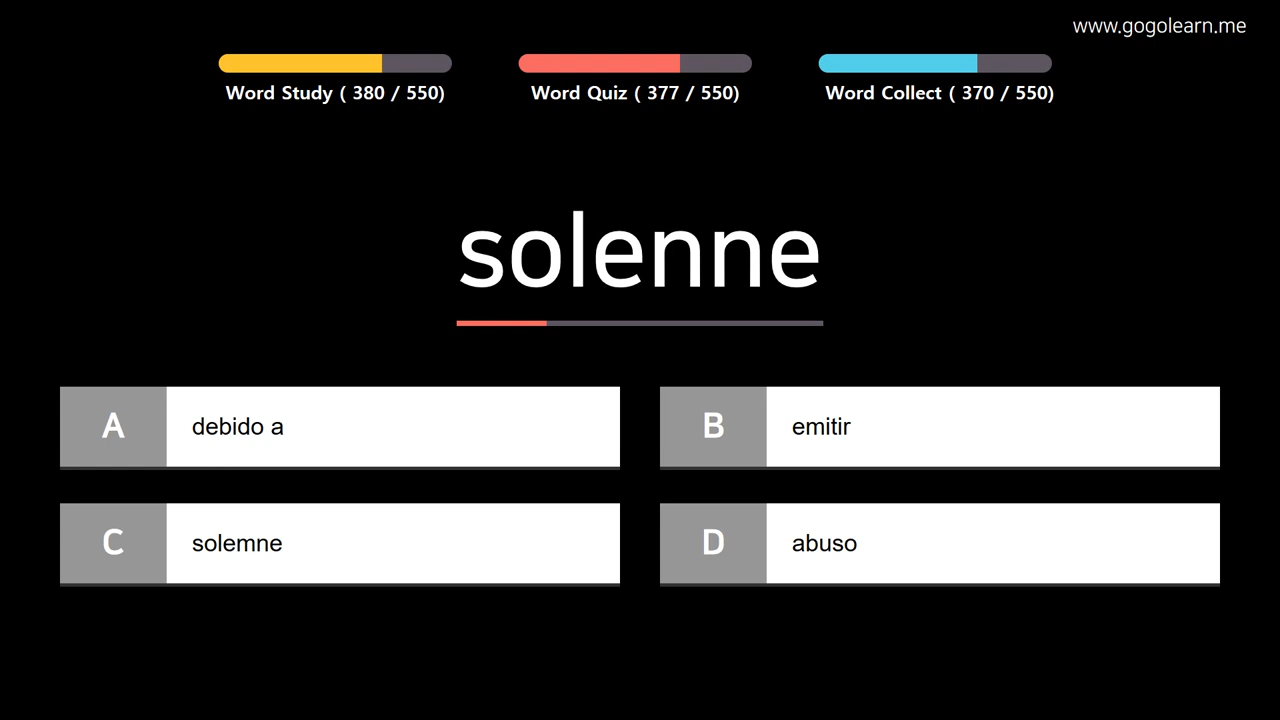 www.gogolearn.me
Word Study ( 380 / 550)
Word Quiz ( 377 / 550)
Word Collect ( 370 / 550)
solenne
A debido a
B emitir
C solemne
D abuso